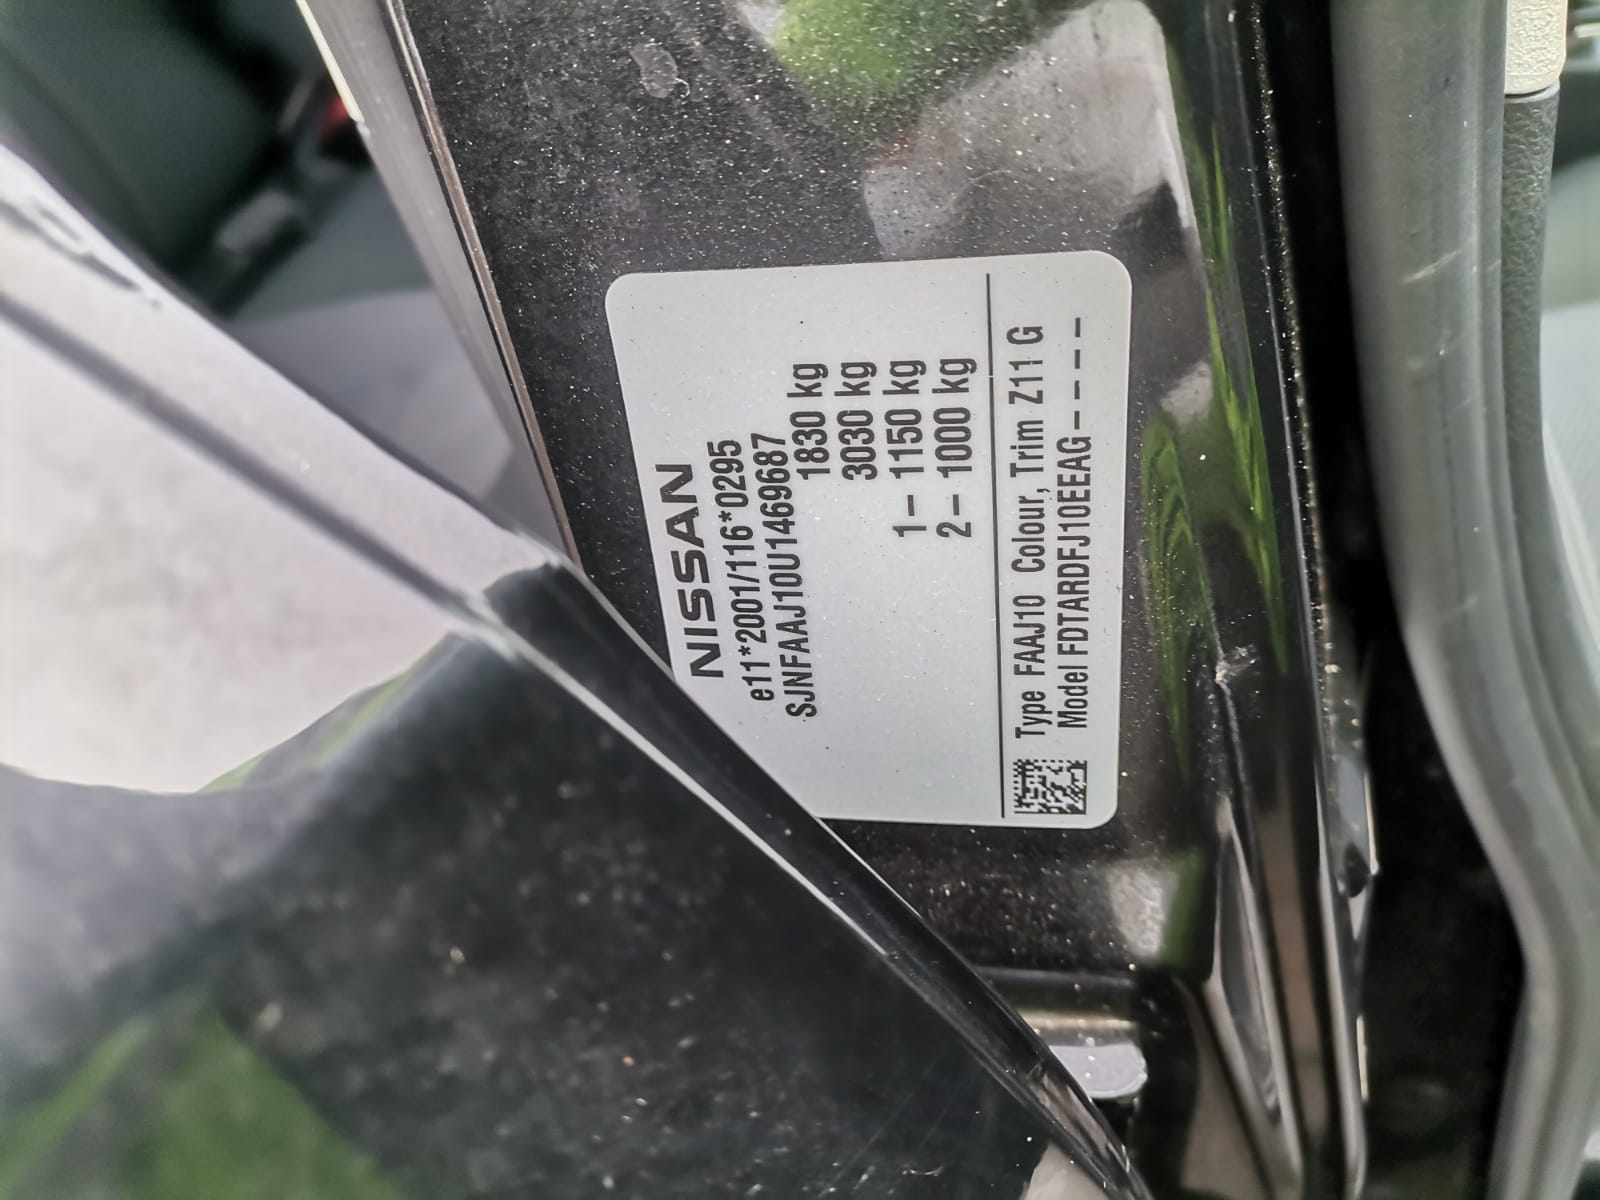 NISSAN
e11*2001/116*0295
SJNFAAJ10U1469687
1830 kg
3030 kg
1– 1150 kg
2– 1000 kg
Type FAAJ10 Colour,Trim Z11 G
Model FDTARDFJ10EEAG– – – –